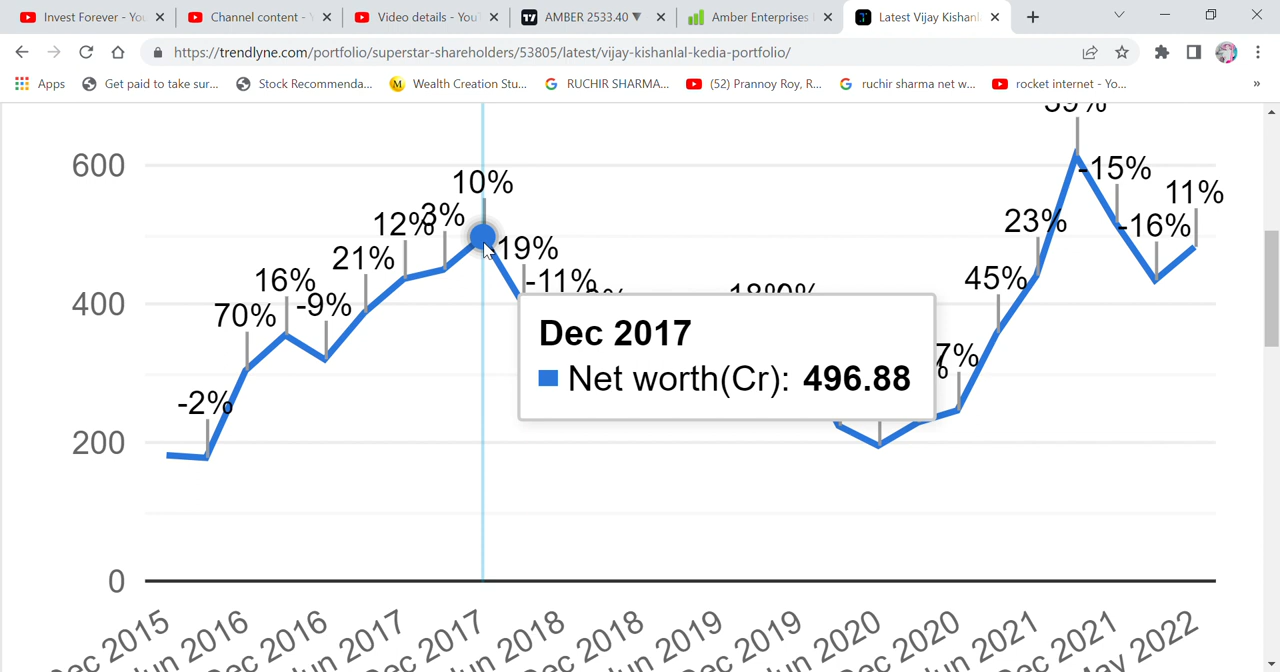 Invest Forever - You
Channel content - Y
Video details - YouT
AMBER 2533.40 ▼
Amber Enterprises
Latest Vijay Kishanl
https://trendlyne.com/portfolio/superstar-shareholders/53805/latest/vijay-kishanlal-kedia-portfolio/
Apps
Get paid to take sur...
Stock Recommenda...
Wealth Creation Stu...
RUCHIR SHARMA...
(52) Prannoy Roy, R...
ruchir sharma net w...
rocket internet - Yo...
»
600
400
200
0
-2%
70%
16%
-9%
21%
12%
3%
10%
-19%
-11%
18%
0%
7%
45%
23%
39%
-15%
-16%
11%
Dec 2017
Net worth(Cr): 496.88
Dec 2015
Jun 2016
Dec 2016
Jun 2017
Dec 2017
Jun 2018
Dec 2018
Jun 2019
Dec 2019
Jun 2020
Dec 2020
Jun 2021
Dec 2021
May 2022